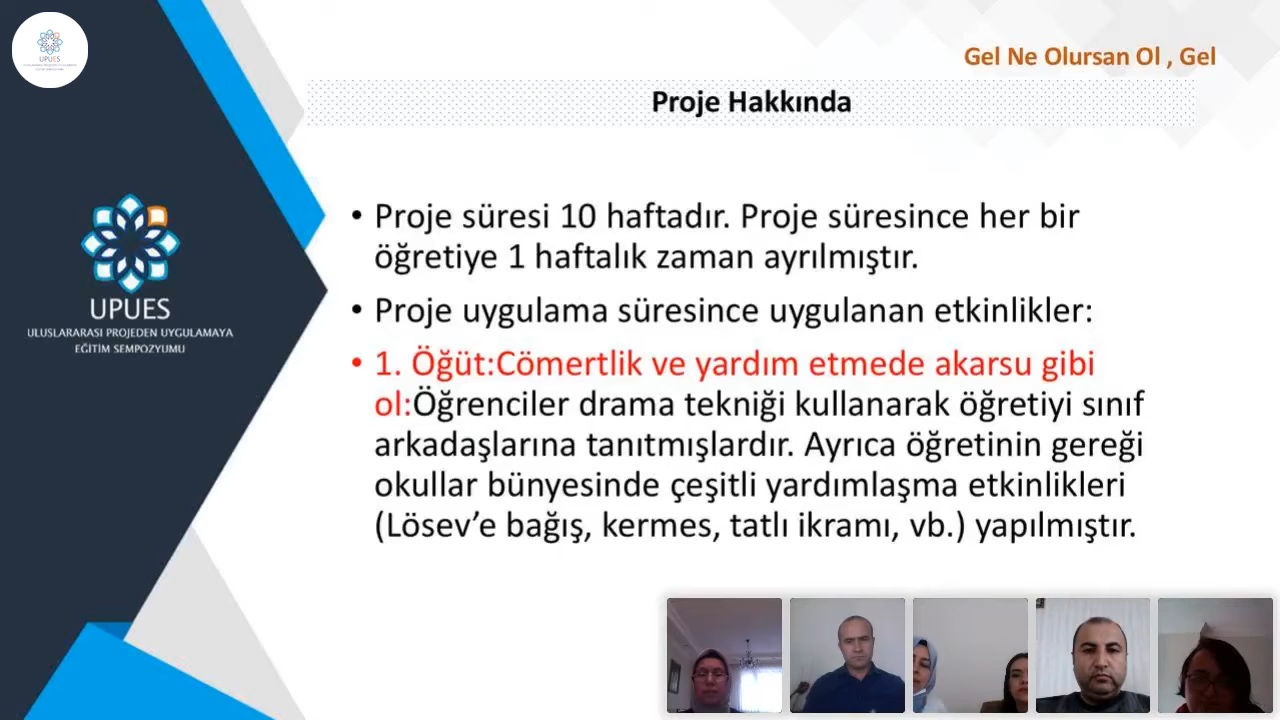 UPUES
Gel Ne Olursan Ol , Gel
Proje Hakkında
• Proje süresi 10 haftadır. Proje süresince her bir
öğretiye 1 haftalık zaman ayrılmıştır.
• Proje uygulama süresince uygulanan etkinlikler:
• 1. Öğüt:Cömertlik ve yardım etmede akarsu gibi
ol:Öğrenciler drama tekniği kullanarak öğretiyi sınıf
arkadaşlarına tanıtmışlardır. Ayrıca öğretinin gereği
okullar bünyesinde çeşitli yardımlaşma etkinlikleri
(Lösev’e bağış, kermes, tatlı ikramı, vb.) yapılmıştır.
UPUES
ULUSLARARASI PROJEDEN UYGULAMAYA
EĞİTİM SEMPOZYUMU